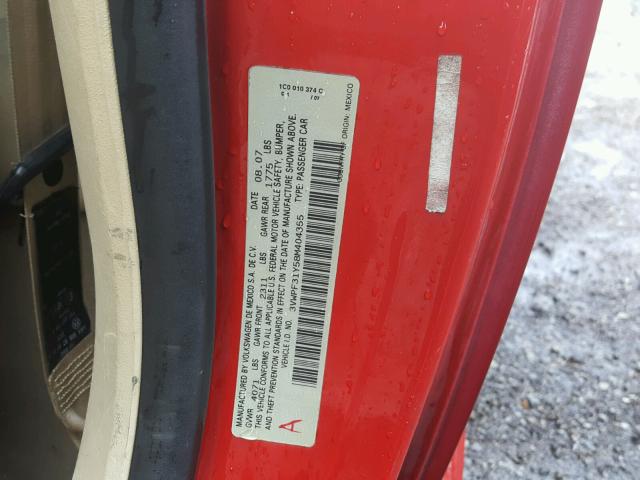 1C0 010 374 C
MANUFACTURED BY VOLKSWAGEN DE MEXICO S.A. DE C.V. DATE 08.07
GVWR 4071 LBS GAWR FRONT 2311 LBS GAWR REAR 1775 LBS
THIS VEHICLE CONFORMS TO ALL APPLICABLE U.S. FEDERAL MOTOR VEHICLE SAFETY, BUMPER,
AND THEFT PREVENTION STANDARDS IN EFFECT ON THE DATE OF MANUFACTURE SHOWN ABOVE.
VEHICLE I.D. NO. 3VWPF31Y58M404355 TYPE: PASSENGER CAR
A
ORIGIN: MEXICO